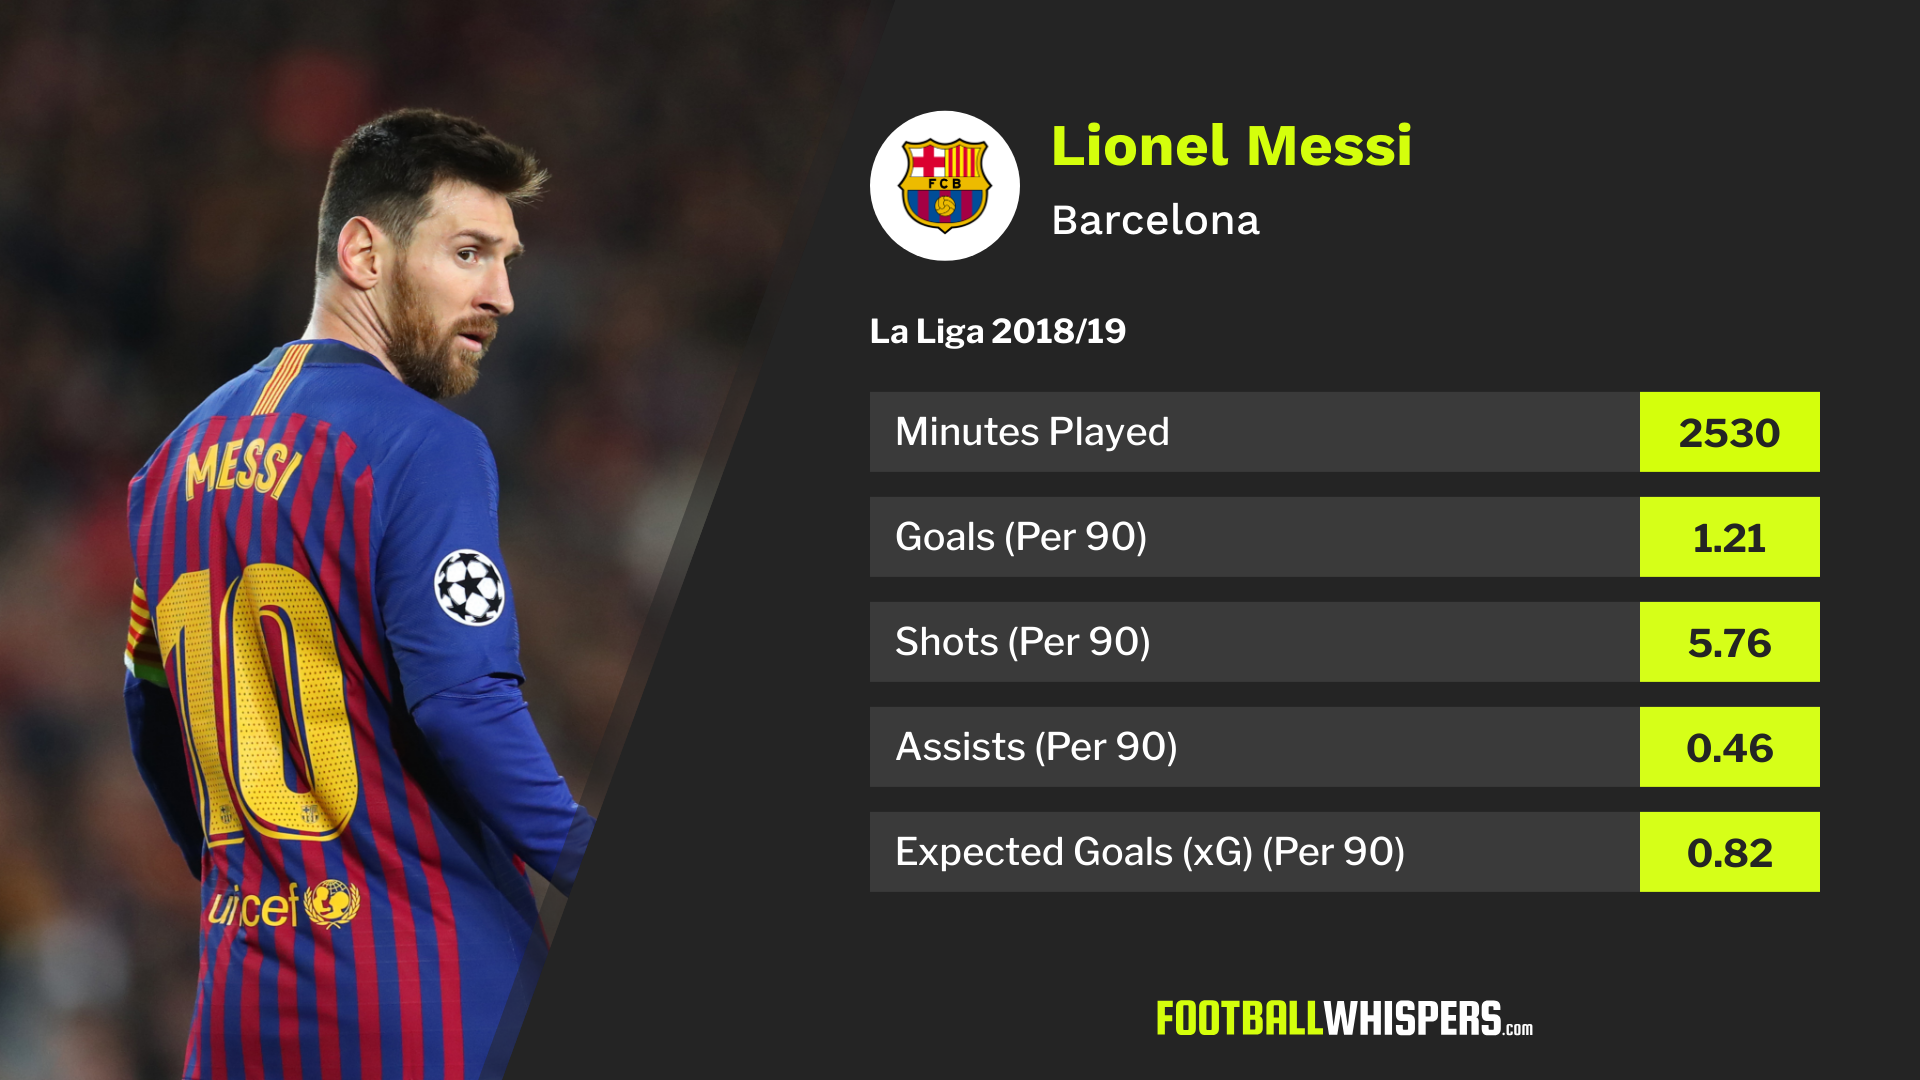 MESSI
10
unicef
FCB
Lionel Messi
Barcelona
La Liga 2018/19
Minutes Played 2530
Goals (Per 90) 1.21
Shots (Per 90) 5.76
Assists (Per 90) 0.46
Expected Goals (xG) (Per 90) 0.82
FOOTBALLWHISPERS.com